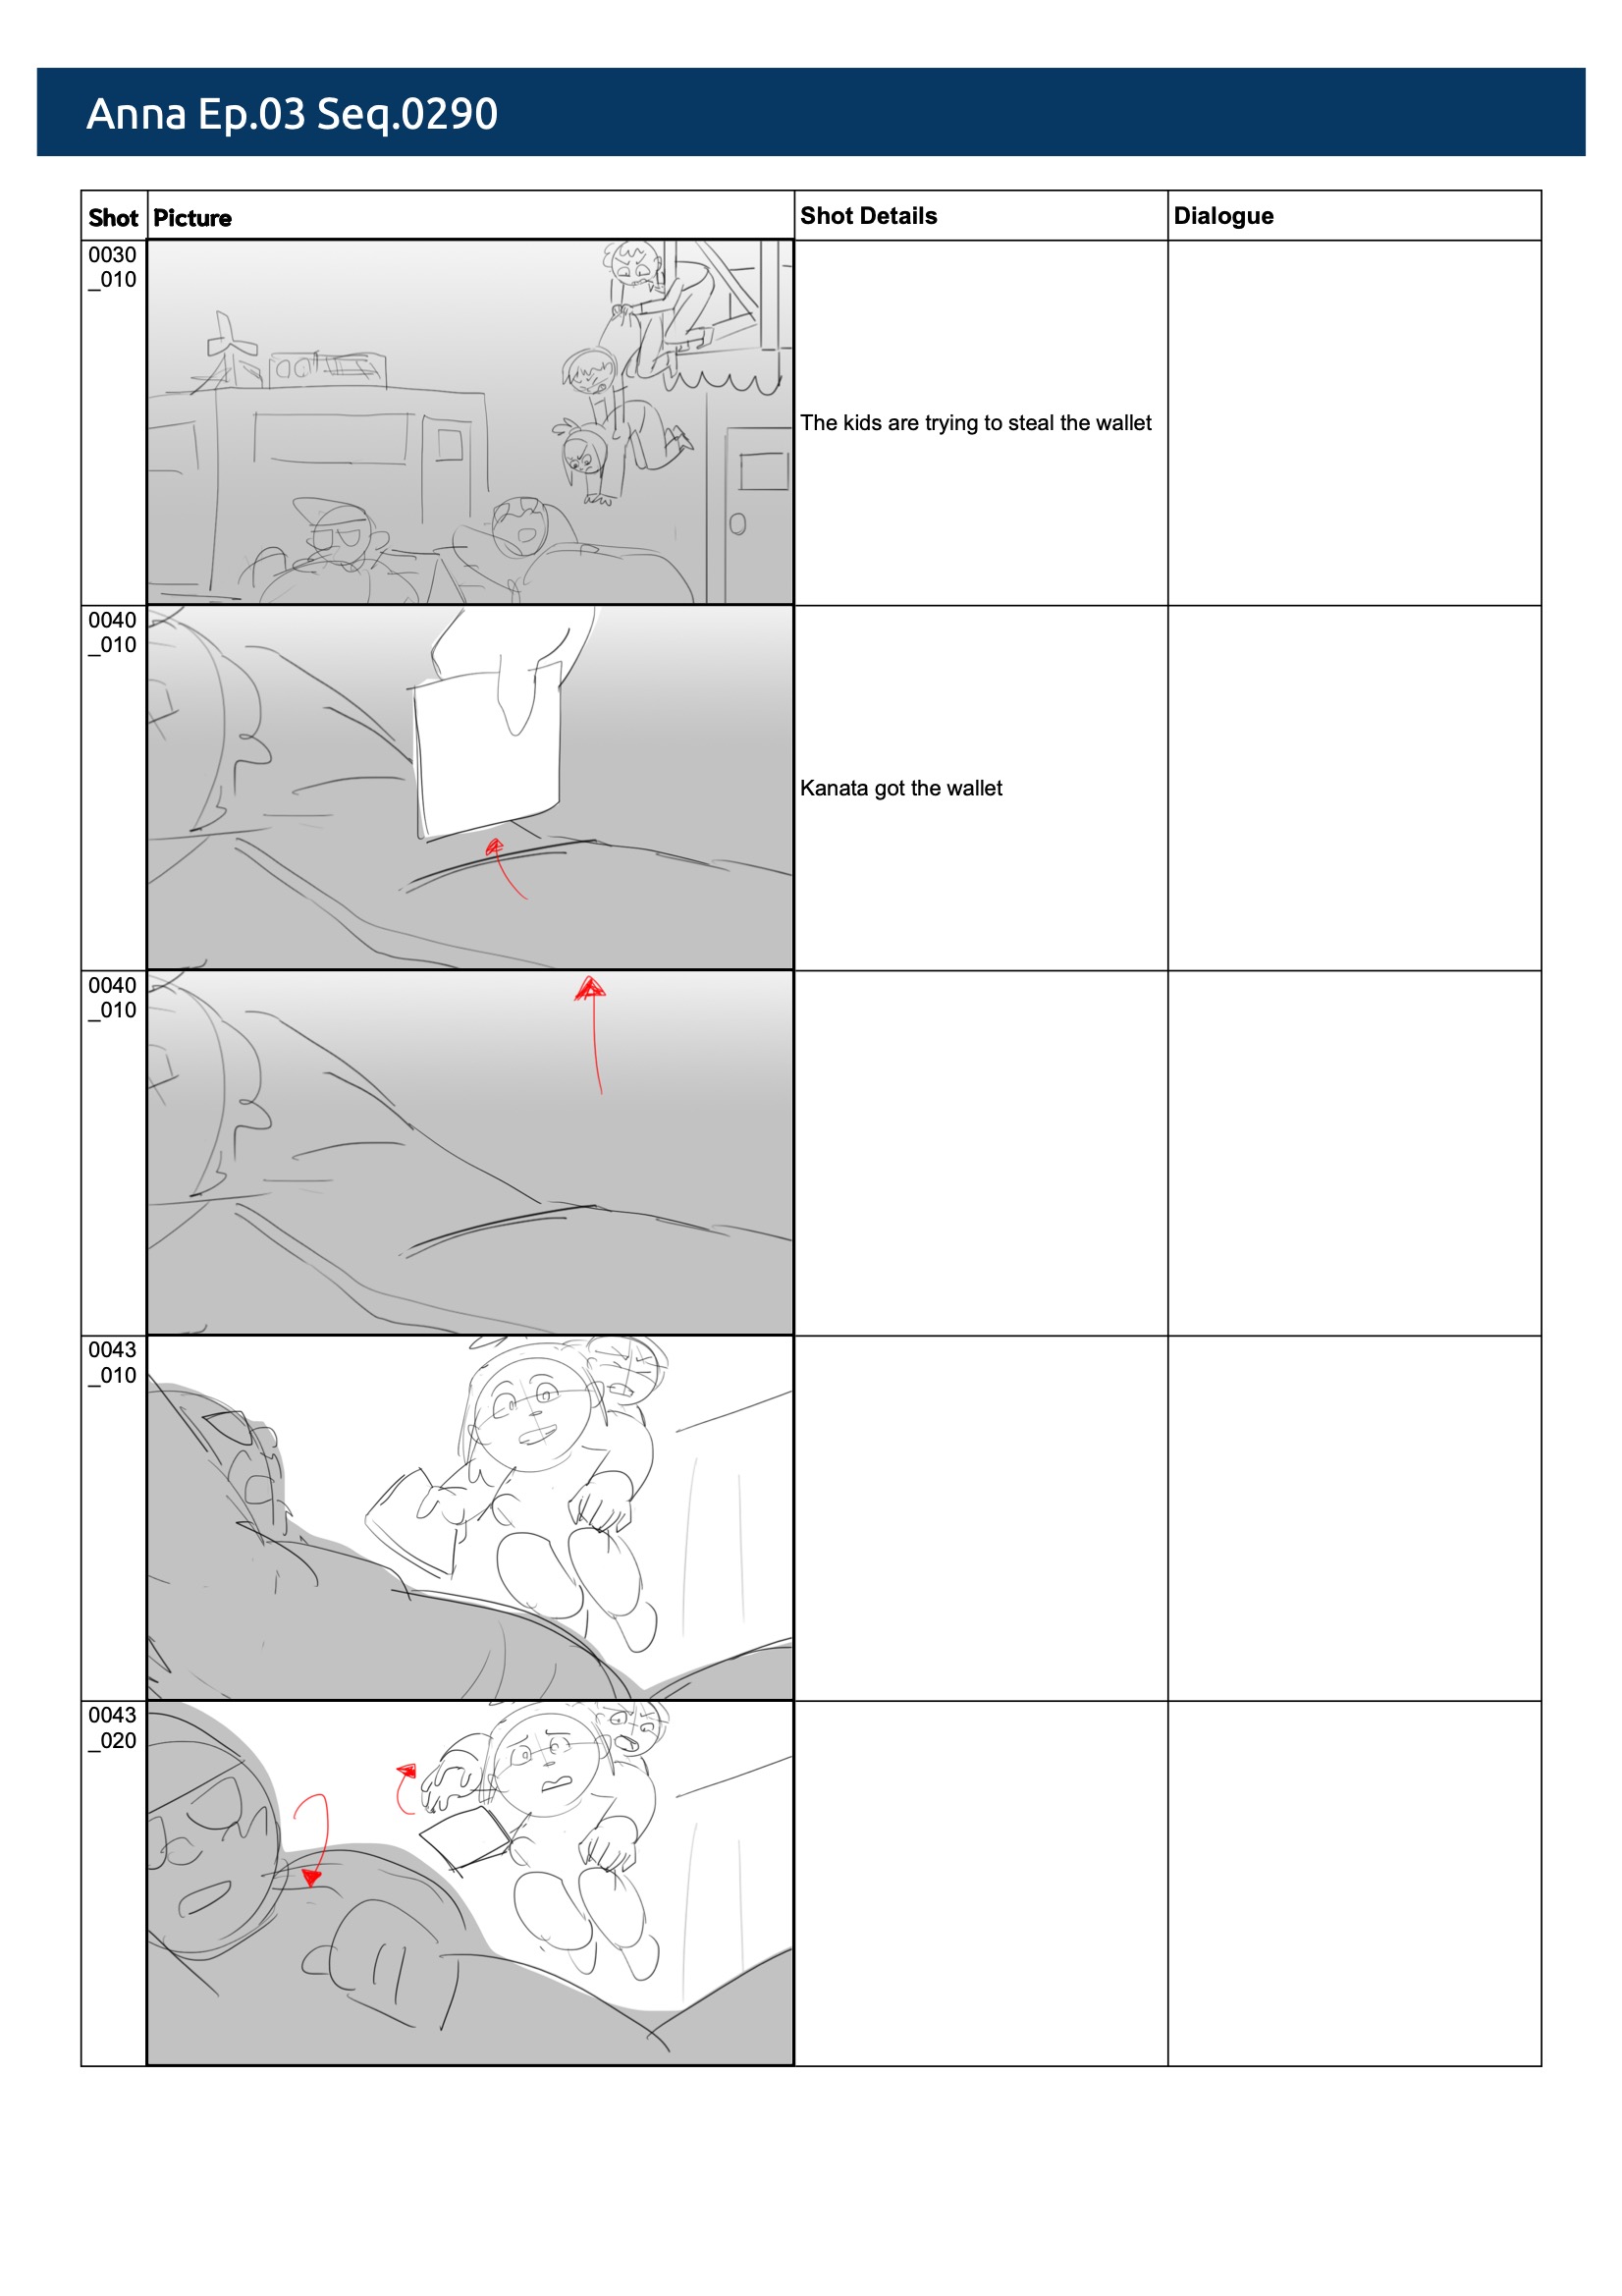 Anna Ep.03 Seq.0290
Shot Picture Shot Details Dialogue
0030
_010
The kids are trying to steal the wallet
0040
_010
Kanata got the wallet
0040
_010
0043
_010
0043
_020